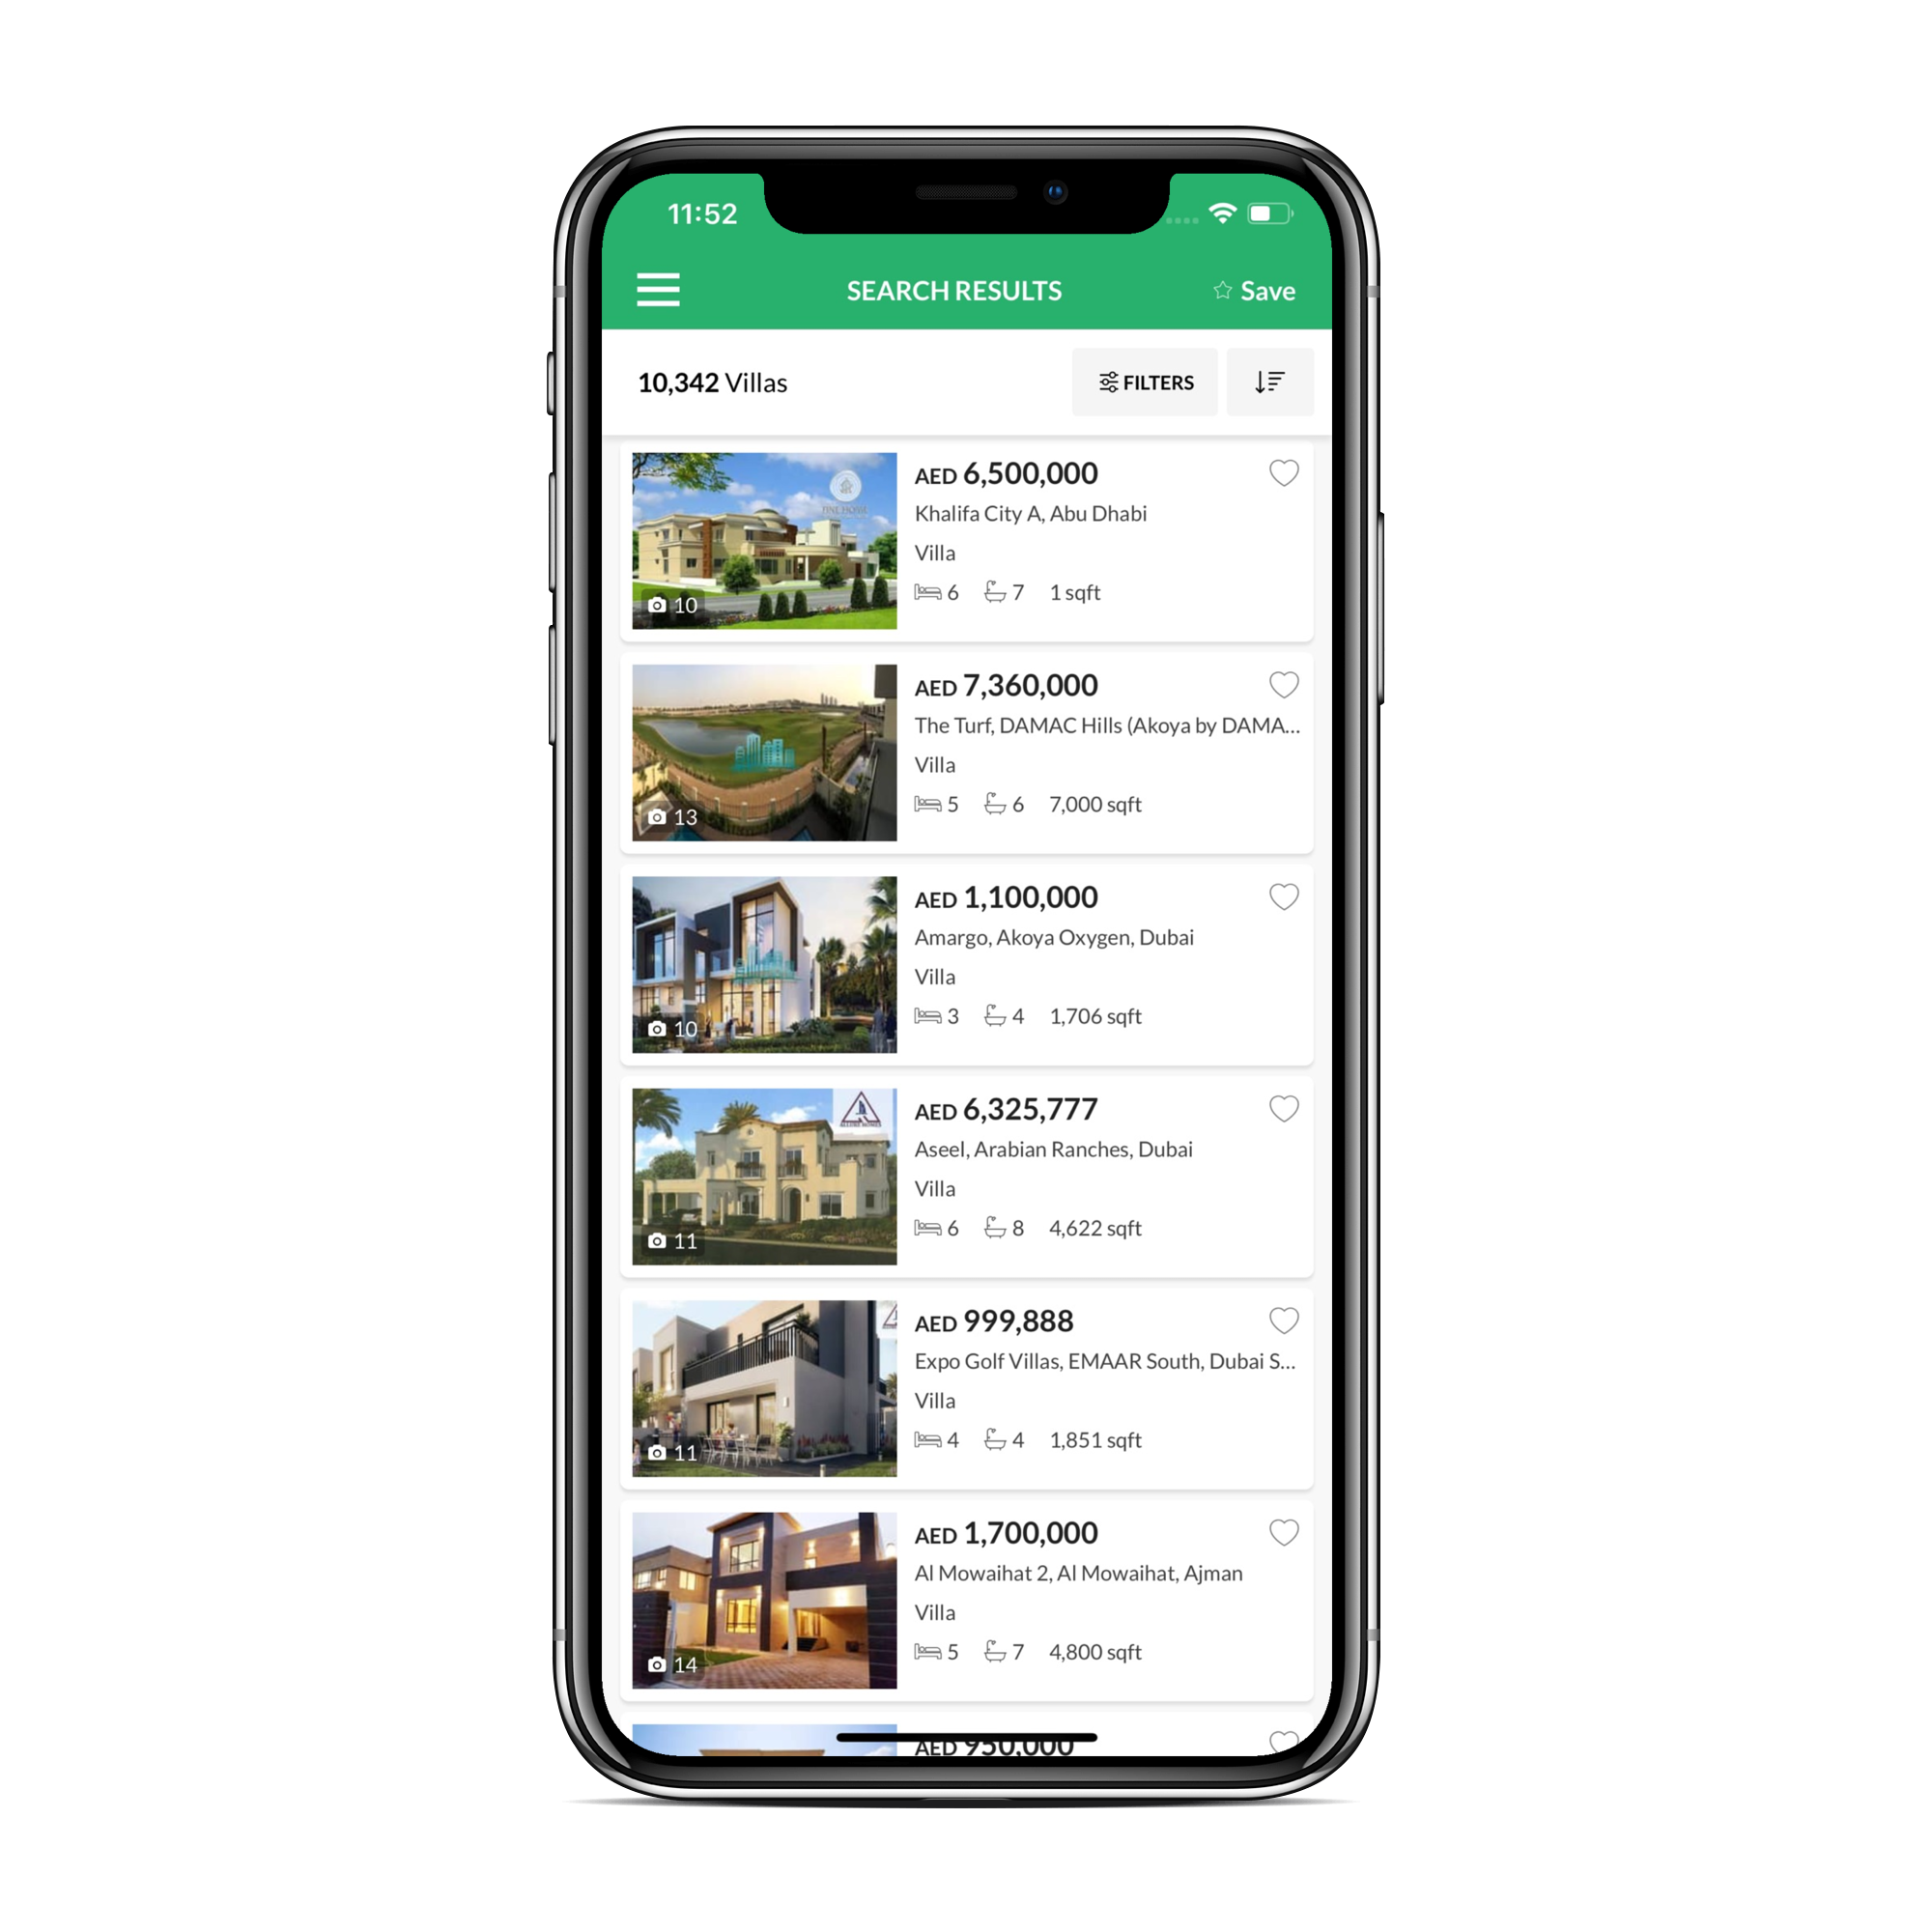 11:52
SEARCH RESULTS
Save
10,342 Villas
FILTERS
AED 6,500,000
Khalifa City A, Abu Dhabi
Villa
6 7 1 sqft
FINE HOME
10
AED 7,360,000
The Turf, DAMAC Hills (Akoya by DAMA...
Villa
5 6 7,000 sqft
13
AED 1,100,000
Amargo, Akoya Oxygen, Dubai
Villa
3 4 1,706 sqft
10
AED 6,325,777
Aseel, Arabian Ranches, Dubai
Villa
6 8 4,622 sqft
ALLURE HOMES
11
AED 999,888
Expo Golf Villas, EMAAR South, Dubai S...
Villa
4 4 1,851 sqft
11
AED 1,700,000
Al Mowaihat 2, Al Mowaihat, Ajman
Villa
5 7 4,800 sqft
14
AED 950,000